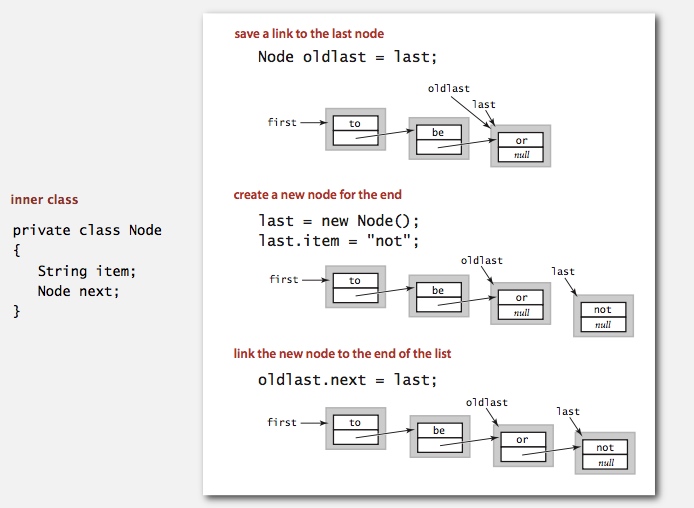 inner class
private class Node
{
String item;
Node next;
}
save a link to the last node
Node oldlast = last;
oldlast
last
first
to
be
or
null
create a new node for the end
last = new Node();
last.item = "not";
oldlast
last
first
to
be
or
null
not
null
link the new node to the end of the list
oldlast.next = last;
oldlast
last
first
to
be
or
not
null